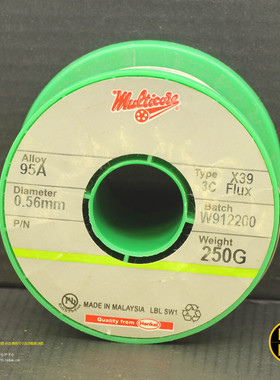 Multicore
Alloy
95A
Type
3C
X39
Flux
Diameter
0.56mm
Batch
W912200
P/N
Weight
250G
MADE IN MALAYSIA LBL SW1
Quality from Henkel